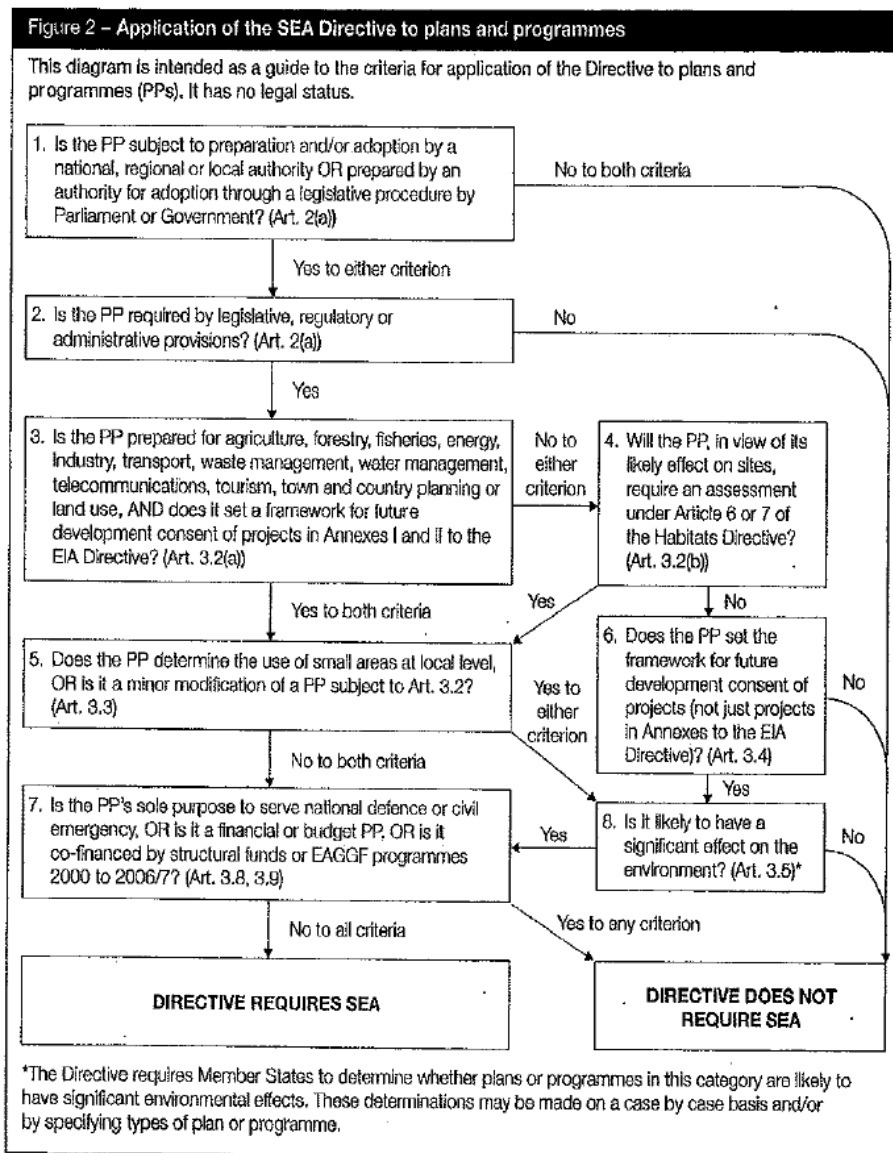 Figure 2 – Application of the SEA Directive to plans and programmes
This diagram is intended as a guide to the criteria for application of the Directive to plans and
programmes (PPs). It has no legal status.
1. Is the PP subject to preparation and/or adoption by a
national, regional or local authority OR prepared by an
authority for adoption through a legislative procedure by
Parliament or Government? (Art. 2(a))
No to both criteria
Yes to either criterion
2. Is the PP required by legislative, regulatory or
administrative provisions? (Art. 2(a))
No
Yes
3. Is the PP prepared for agriculture, forestry, fisheries, energy,
industry, transport, waste management, water management,
telecommunications, tourism, town and country planning or
land use, AND does it set a framework for future
development consent of projects in Annexes I and II to the
EIA Directive? (Art. 3.2(a))
No to
either
criterion
4. Will the PP, in view of its
likely effect on sites,
require an assessment
under Article 6 or 7 of
the Habitats Directive?
(Art. 3.2(b))
Yes to both criteria
Yes
No
5. Does the PP determine the use of small areas at local level,
OR is it a minor modification of a PP subject to Art. 3.2?
(Art. 3.3)
Yes to
either
criterion
6. Does the PP set the
framework for future
development consent of
projects (not just projects
in Annexes to the EIA
Directive)? (Art. 3.4)
No
No to both criteria
Yes
7. Is the PP's sole purpose to serve national defence or civil
emergency, OR is it a financial or budget PP, OR is it
co-financed by structural funds or EAGGF programmes
2000 to 2006/7? (Art. 3.8, 3.9)
Yes
8. Is it likely to have a
significant effect on the
environment? (Art. 3.5)*
No
No to all criteria
Yes to any criterion
DIRECTIVE REQUIRES SEA
DIRECTIVE DOES NOT
REQUIRE SEA
*The Directive requires Member States to determine whether plans or programmes in this category are likely to
have significant environmental effects. These determinations may be made on a case by case basis and/or
by specifying types of plan or programme.